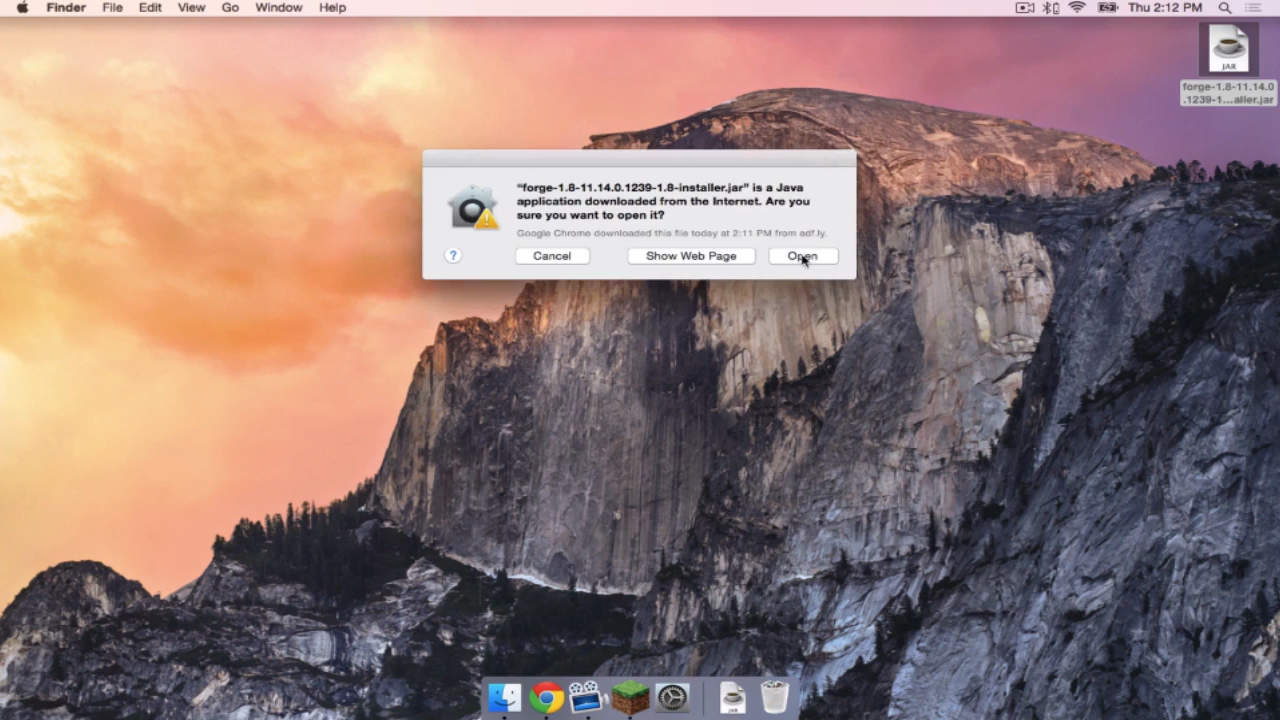 Finder File Edit View Go Window Help Thu 2:12 PM
JAR
forge-1.8-11.14.0
.1239-1...aller.jar
"forge-1.8-11.14.0.1239-1.8-installer.jar" is a Java
application downloaded from the Internet. Are you
sure you want to open it?
Google Chrome downloaded this file today at 2:11 PM from adf.ly.
? Cancel Show Web Page Open
JAR